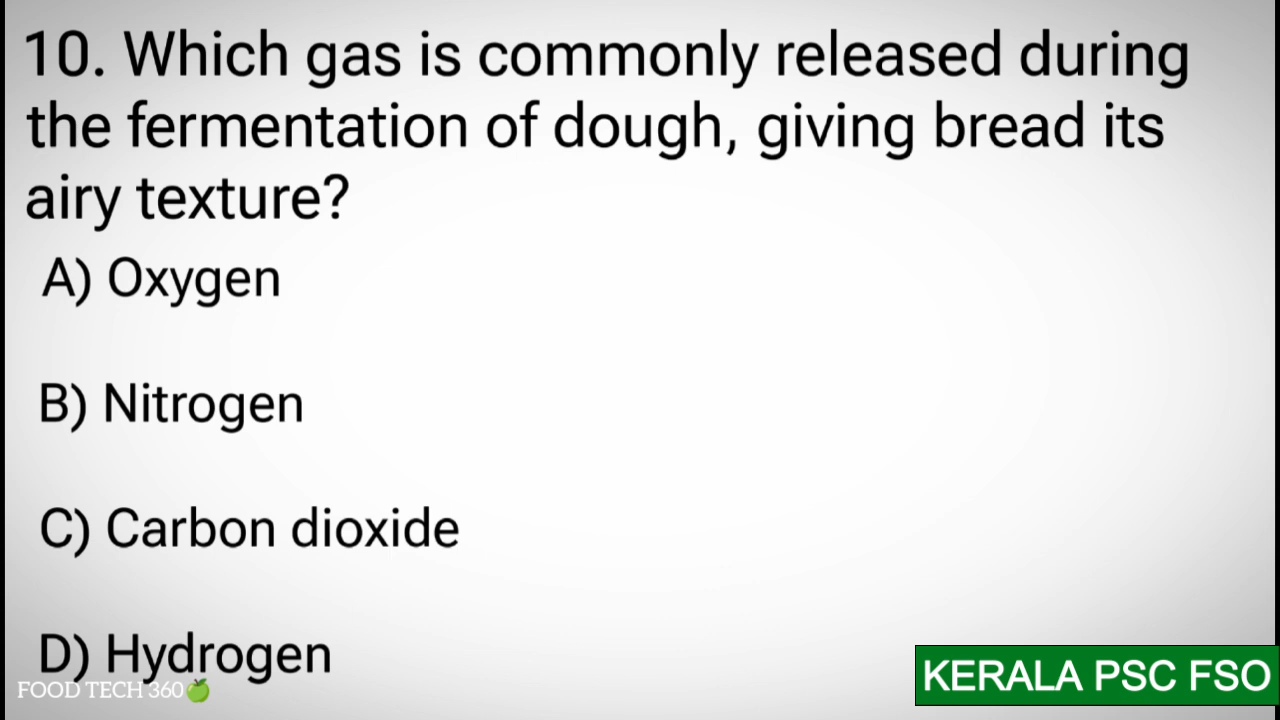 10. Which gas is commonly released during
the fermentation of dough, giving bread its
airy texture?
A) Oxygen
B) Nitrogen
C) Carbon dioxide
D) Hydrogen
FOOD TECH 360🍏
KERALA PSC FSO